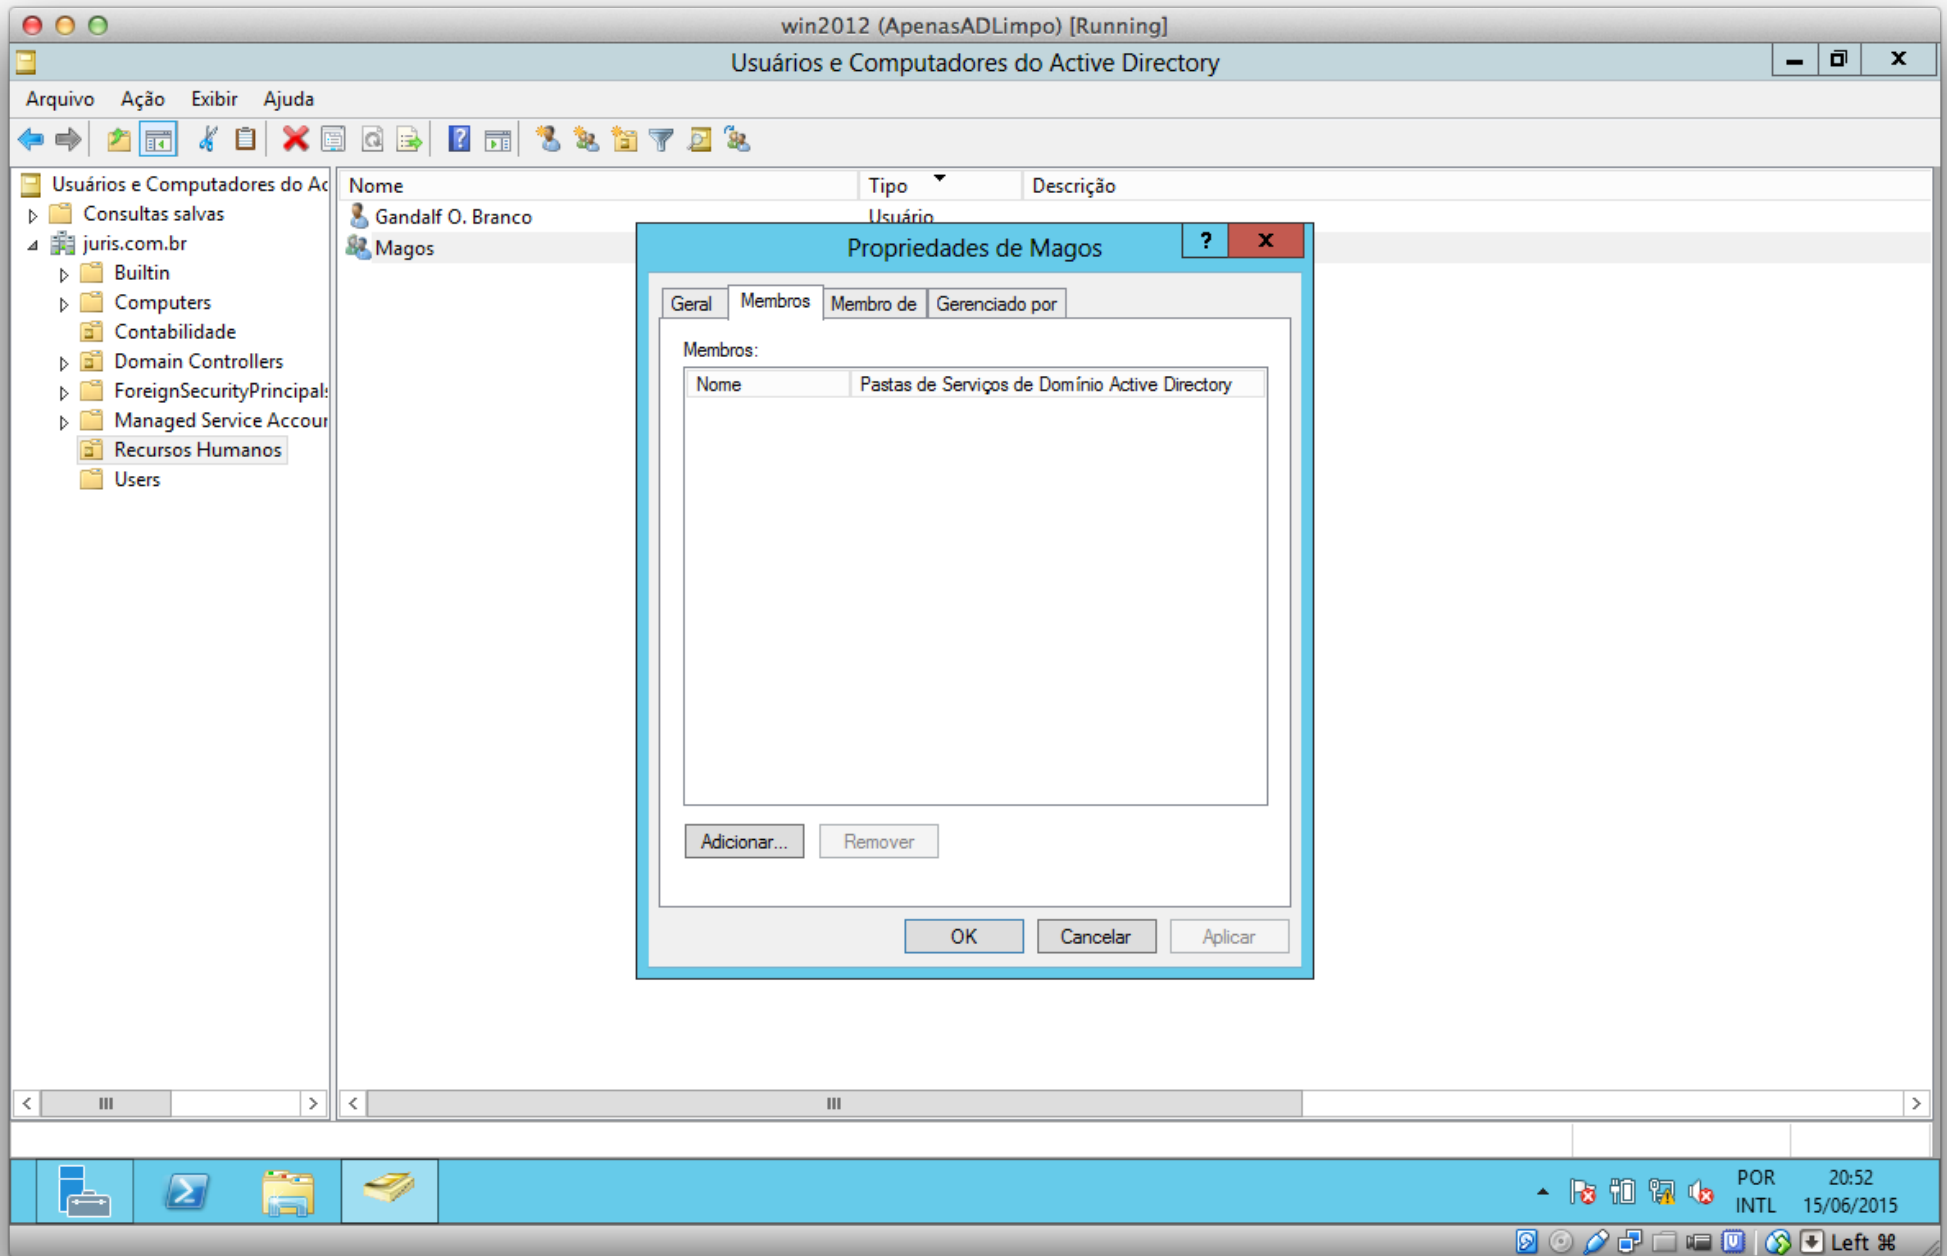 win2012 (ApenasADLimpo) [Running]
Usuários e Computadores do Active Directory
Arquivo Ação Exibir Ajuda
Usuários e Computadores do Ac
Consultas salvas
juris.com.br
Builtin
Computers
Contabilidade
Domain Controllers
ForeignSecurityPrincipals
Managed Service Accour
Recursos Humanos
Users
Nome Tipo Descrição
Gandalf O. Branco Usuário
Magos
Propriedades de Magos
Geral Membros Membro de Gerenciado por
Membros:
Nome Pastas de Serviços de Domínio Active Directory
Adicionar... Remover
OK Cancelar Aplicar
POR 20:52
INTL 15/06/2015
Left ⌘